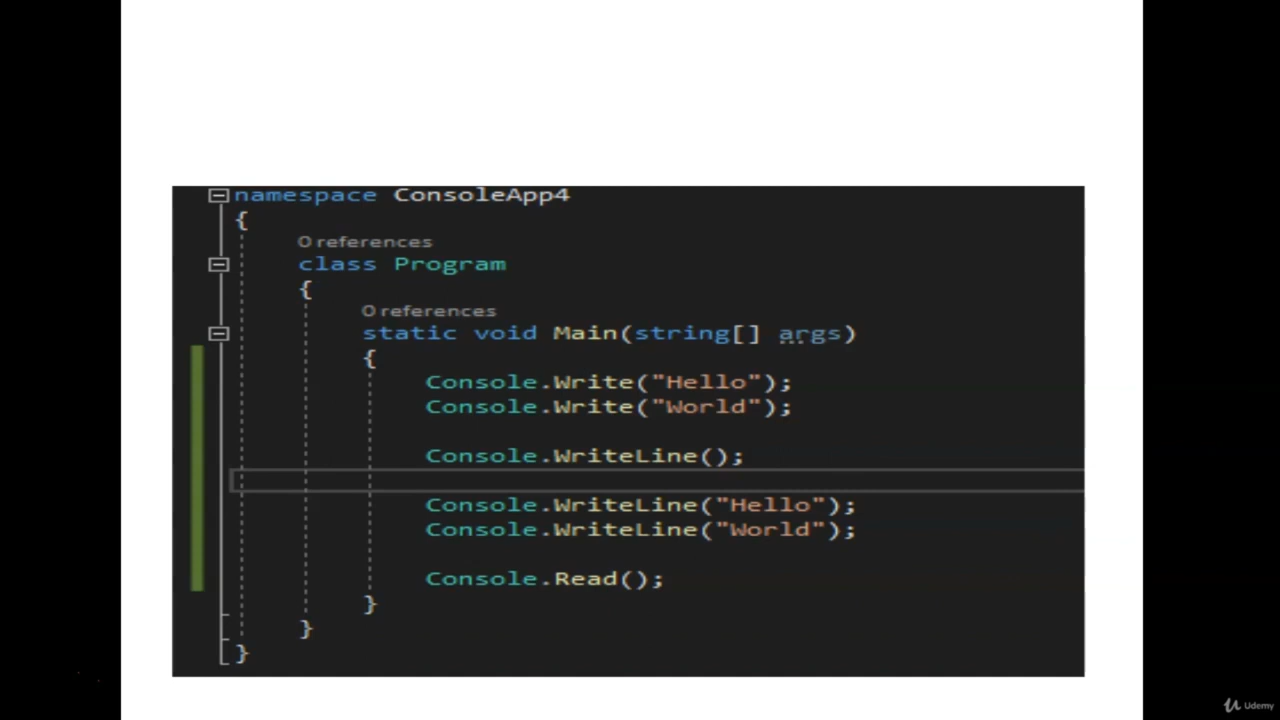 namespace ConsoleApp4
{
0 references
class Program
{
0 references
static void Main(string[] args)
{
Console.Write("Hello");
Console.Write("World");
Console.WriteLine();
Console.WriteLine("Hello");
Console.WriteLine("World");
Console.Read();
}
}
}
Udemy